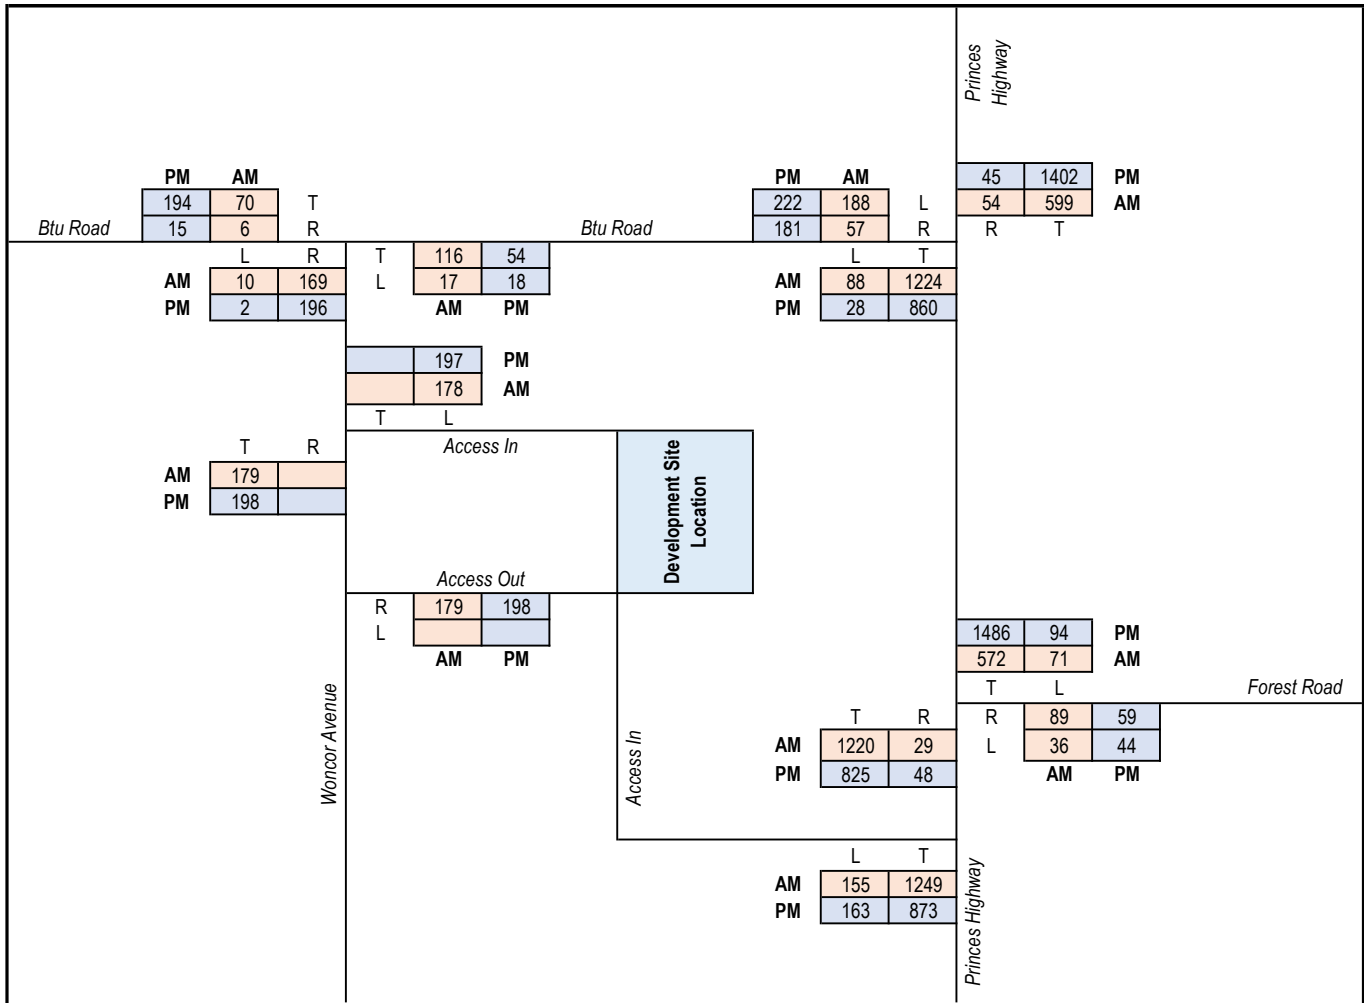 Princes
Highway
PM AM
194 70 T
15 6 R
Btu Road
PM AM
222 188 L
181 57 R
Btu Road
45 1402 PM
54 599 AM
R T
L R
AM 10 169
PM 2 196
T 116 54
L 17 18
AM PM
L T
AM 88 1224
PM 28 860
197 PM
178 AM
T L
Access In
T R
AM 179
PM 198
Development Site
Location
Access Out
R 179 198
L
AM PM
1486 94 PM
572 71 AM
T L
Forest Road
T R
AM 1220 29
PM 825 48
R 89 59
L 36 44
AM PM
Woncor Avenue
Access In
L T
AM 155 1249
PM 163 873
Princes Highway